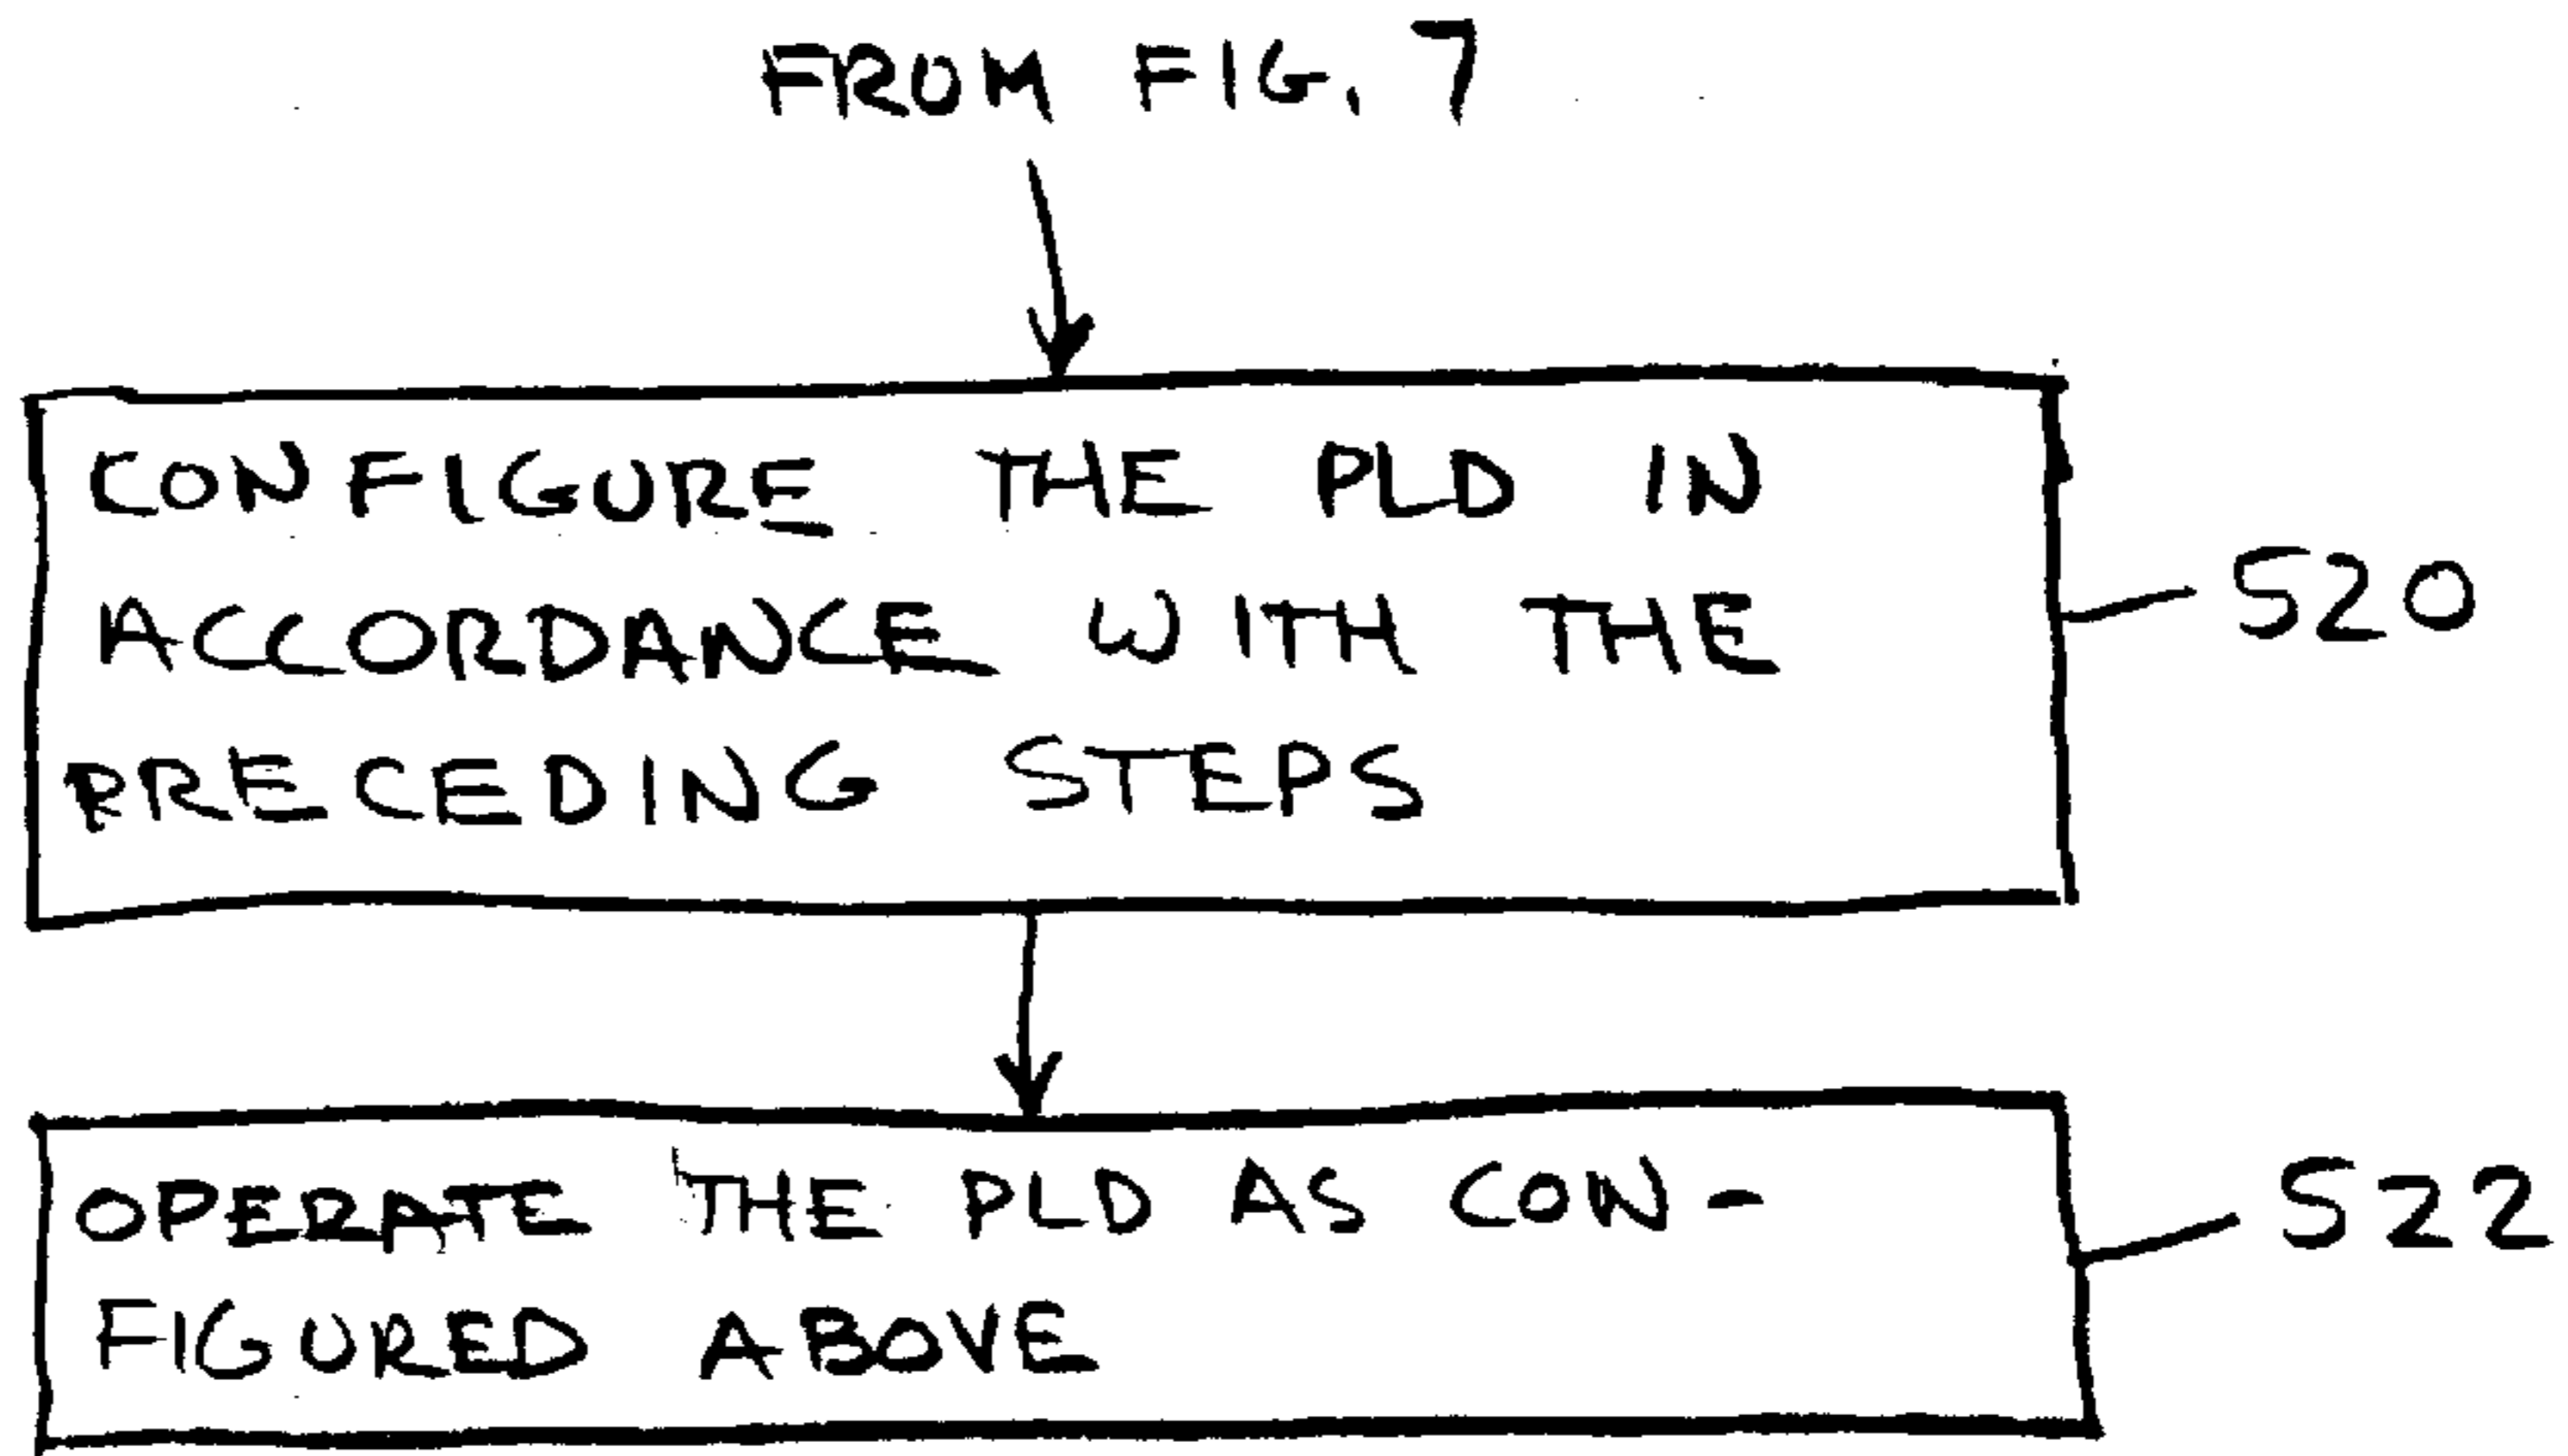 FROM FIG. 7
CONFIGURE THE PLD IN
ACCORDANCE WITH THE
PRECEDING STEPS
520
OPERATE THE PLD AS CON-
FIGURED ABOVE
522